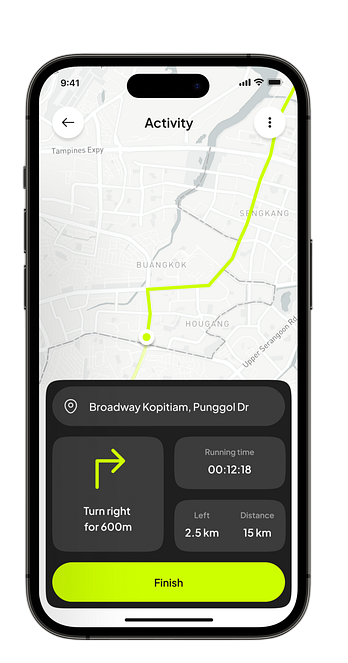 9:41
Activity
Tampines Expy
SENGKANG
BUANGKOK
HOUGANG
Upper Serangoon Rd
Broadway Kopitiam, Punggol Dr
Turn right
for 600m
Running time
00:12:18
Left Distance
2.5 km 15 km
Finish